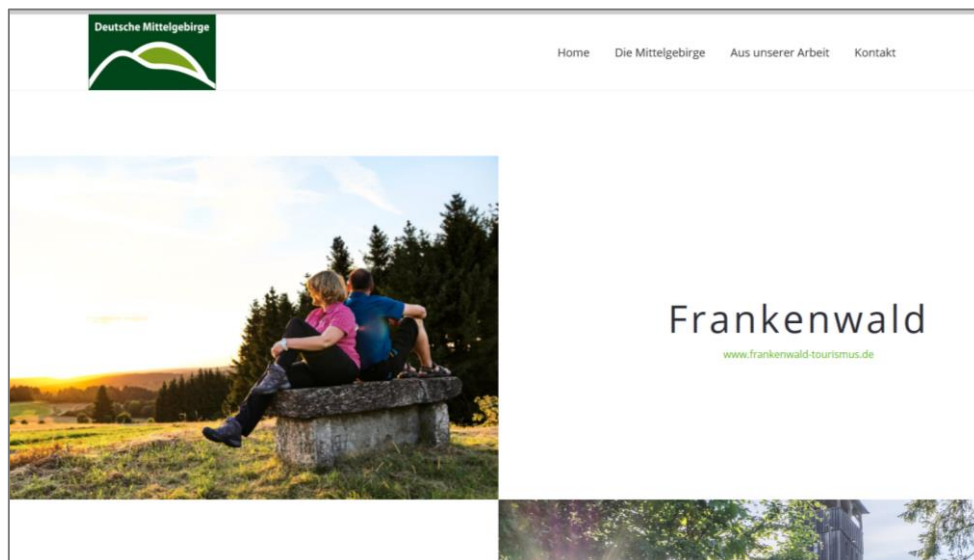 Deutsche Mittelgebirge
Home Die Mittelgebirge Aus unserer Arbeit Kontakt
Frankenwald
www.frankenwald-tourismus.de